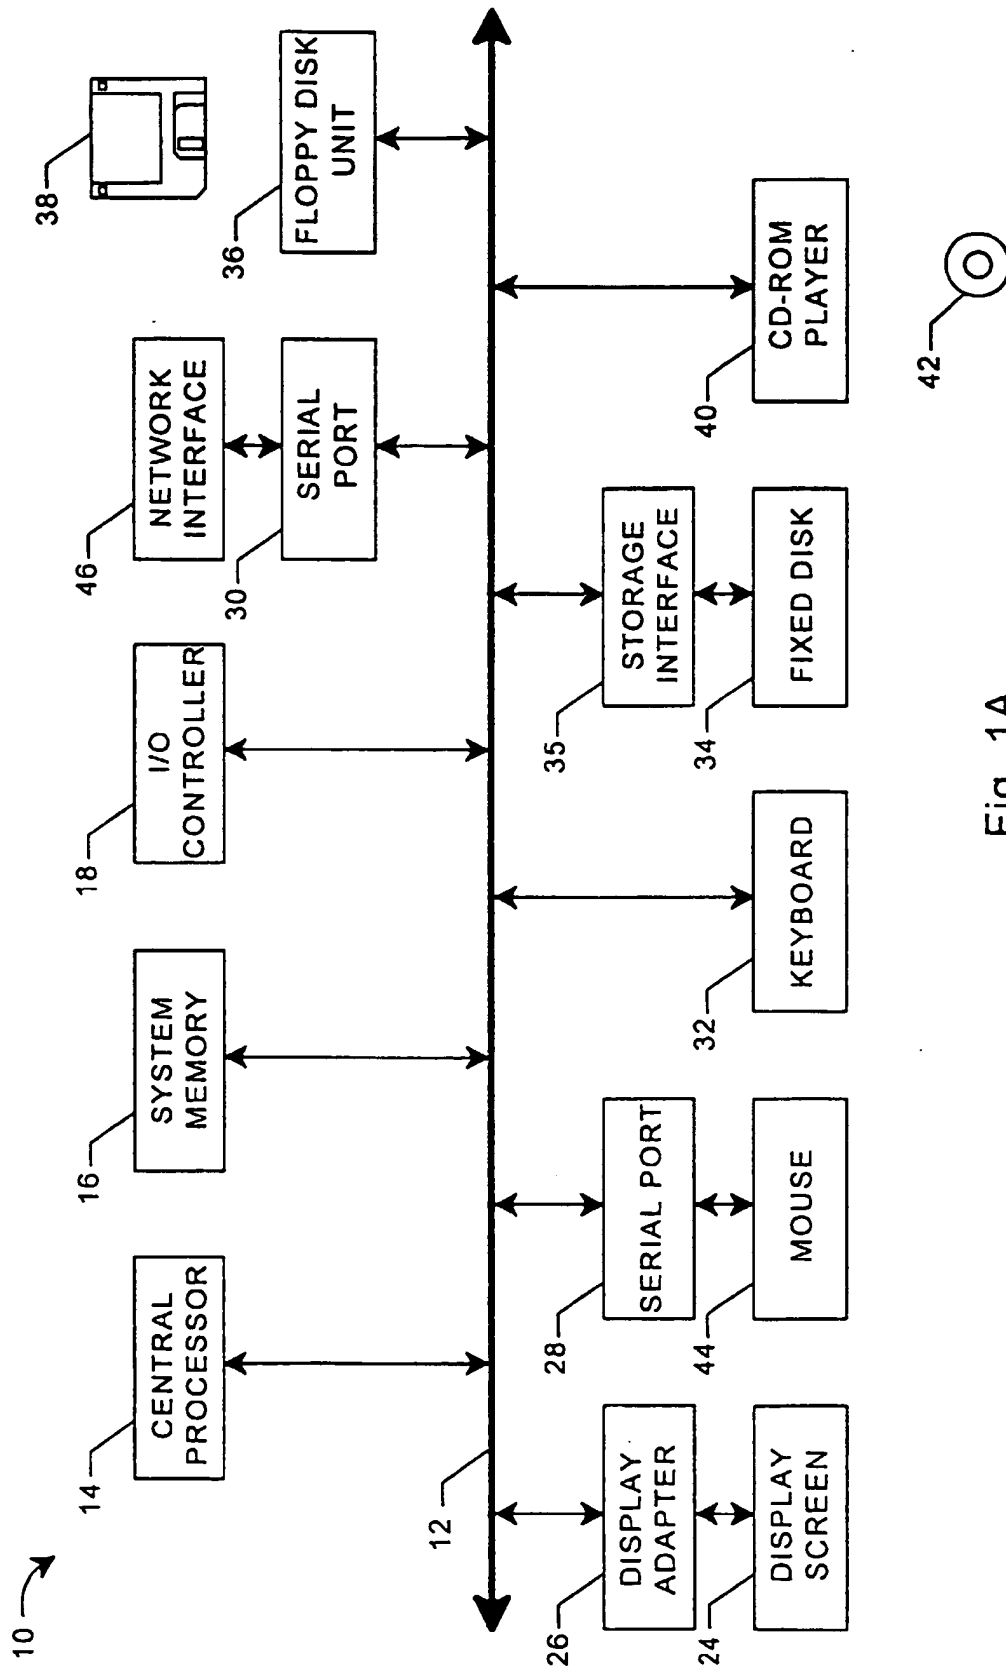 10
14
CENTRAL
PROCESSOR
16
SYSTEM
MEMORY
18
I/O
CONTROLLER
46
NETWORK
INTERFACE
30
SERIAL
PORT
38
36
FLOPPY DISK
UNIT
12
26
DISPLAY
ADAPTER
24
DISPLAY
SCREEN
28
SERIAL PORT
44
MOUSE
32
KEYBOARD
35
STORAGE
INTERFACE
34
FIXED DISK
40
CD-ROM
PLAYER
42
Fig. 1A